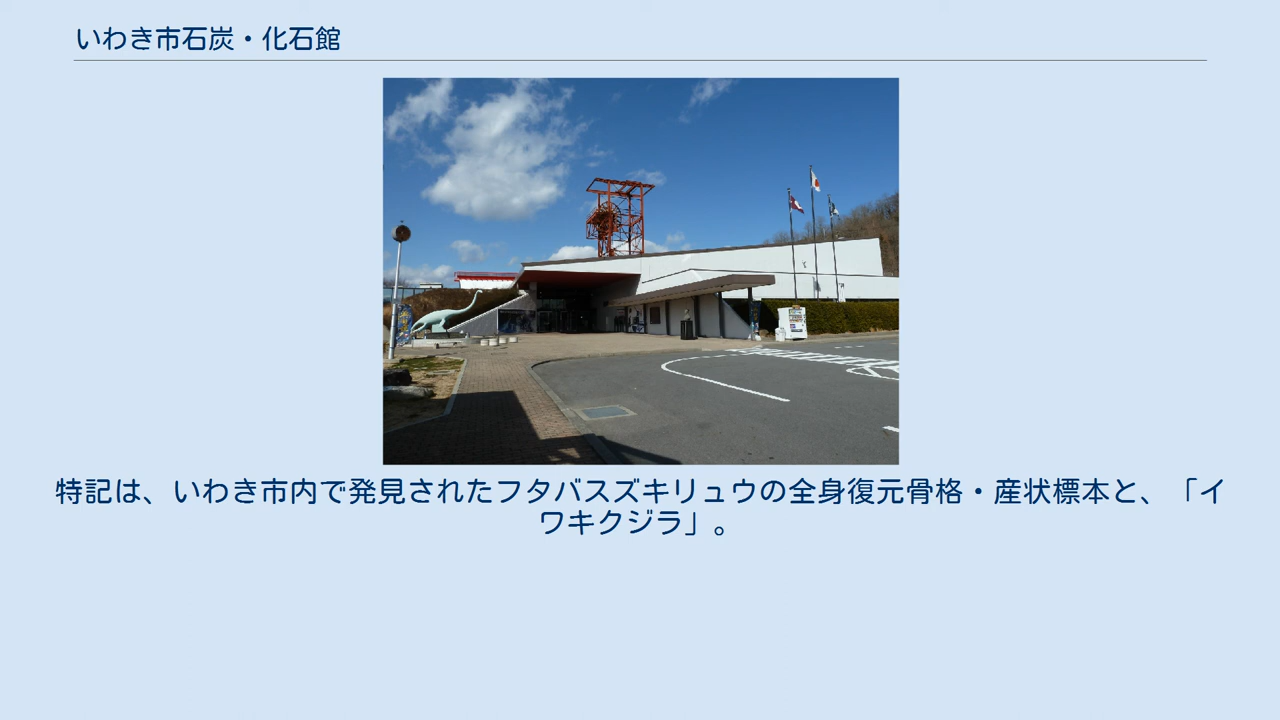 いわき市石炭・化石館
特記は、いわき市内で発見されたフタバスズキリュウの全身復元骨格・産状標本と、「イ
ワキクジラ」。